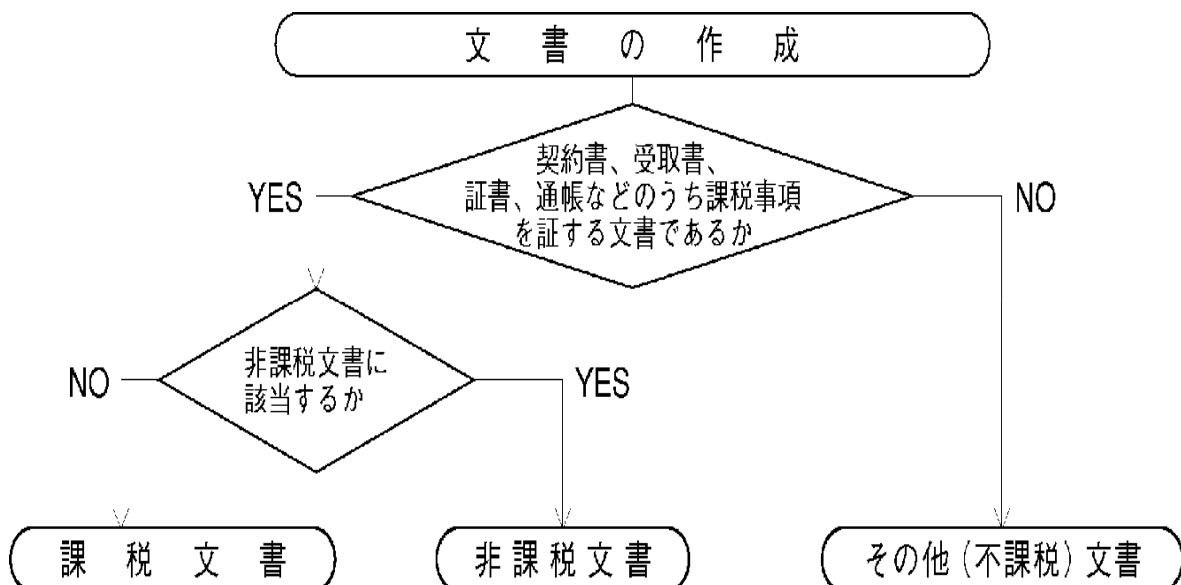 文書の作成
契約書、受取書、
証書、通帳などのうち課税事項
を証する文書であるか
YES
NO
非課税文書に
該当するか
NO
YES
課税文書
非課税文書
その他(不課税)文書